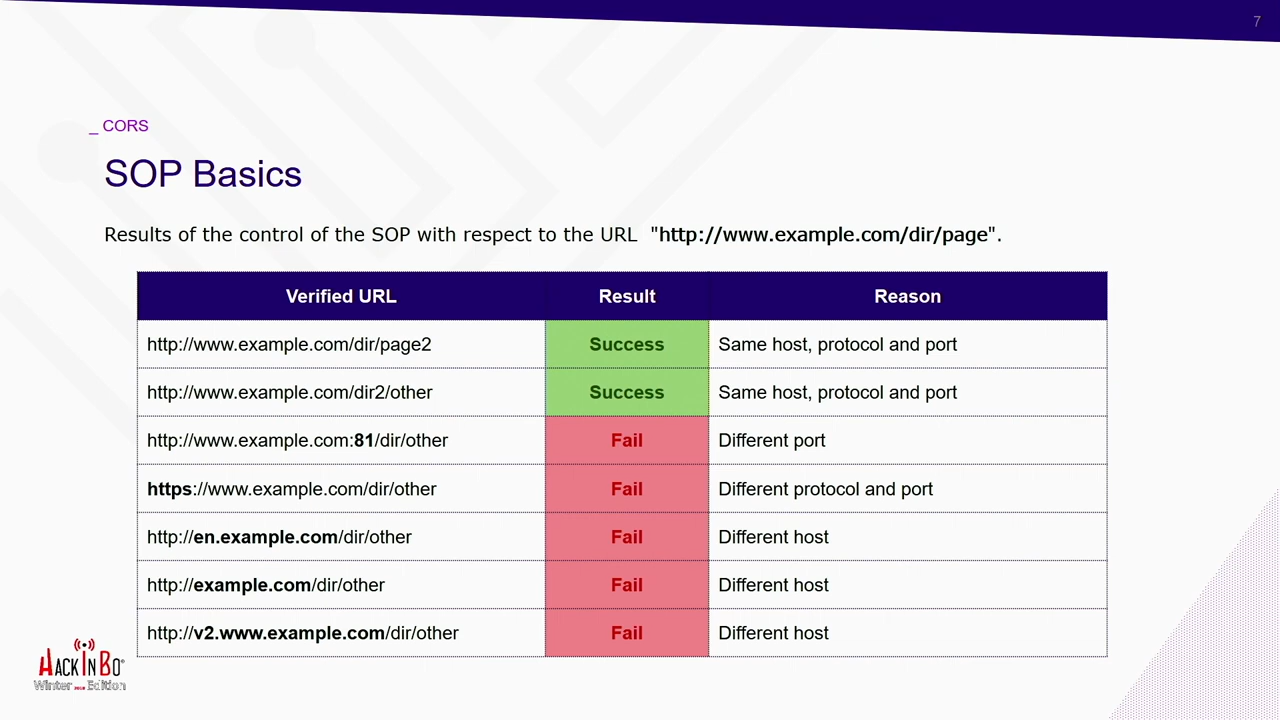 7
_ CORS
SOP Basics
Results of the control of the SOP with respect to the URL "http://www.example.com/dir/page".
Verified URL Result Reason
http://www.example.com/dir/page2 Success Same host, protocol and port
http://www.example.com/dir2/other Success Same host, protocol and port
http://www.example.com:81/dir/other Fail Different port
https://www.example.com/dir/other Fail Different protocol and port
http://en.example.com/dir/other Fail Different host
http://example.com/dir/other Fail Different host
http://v2.www.example.com/dir/other Fail Different host
HACKINBO®
Winter Edition